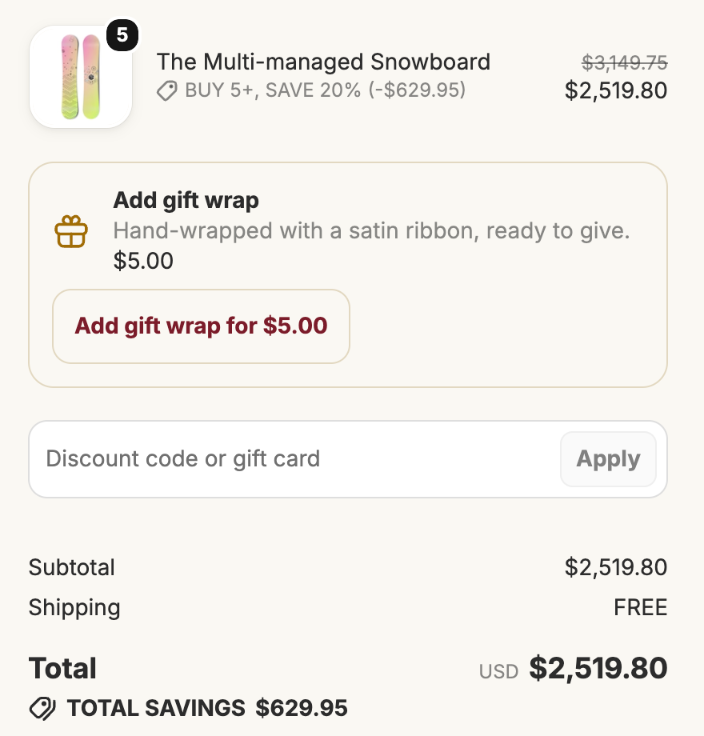 5
The Multi-managed Snowboard $3,149.75
BUY 5+, SAVE 20% (-$629.95) $2,519.80
Add gift wrap
Hand-wrapped with a satin ribbon, ready to give.
$5.00
Add gift wrap for $5.00
Discount code or gift card Apply
Subtotal $2,519.80
Shipping FREE
Total USD $2,519.80
TOTAL SAVINGS $629.95